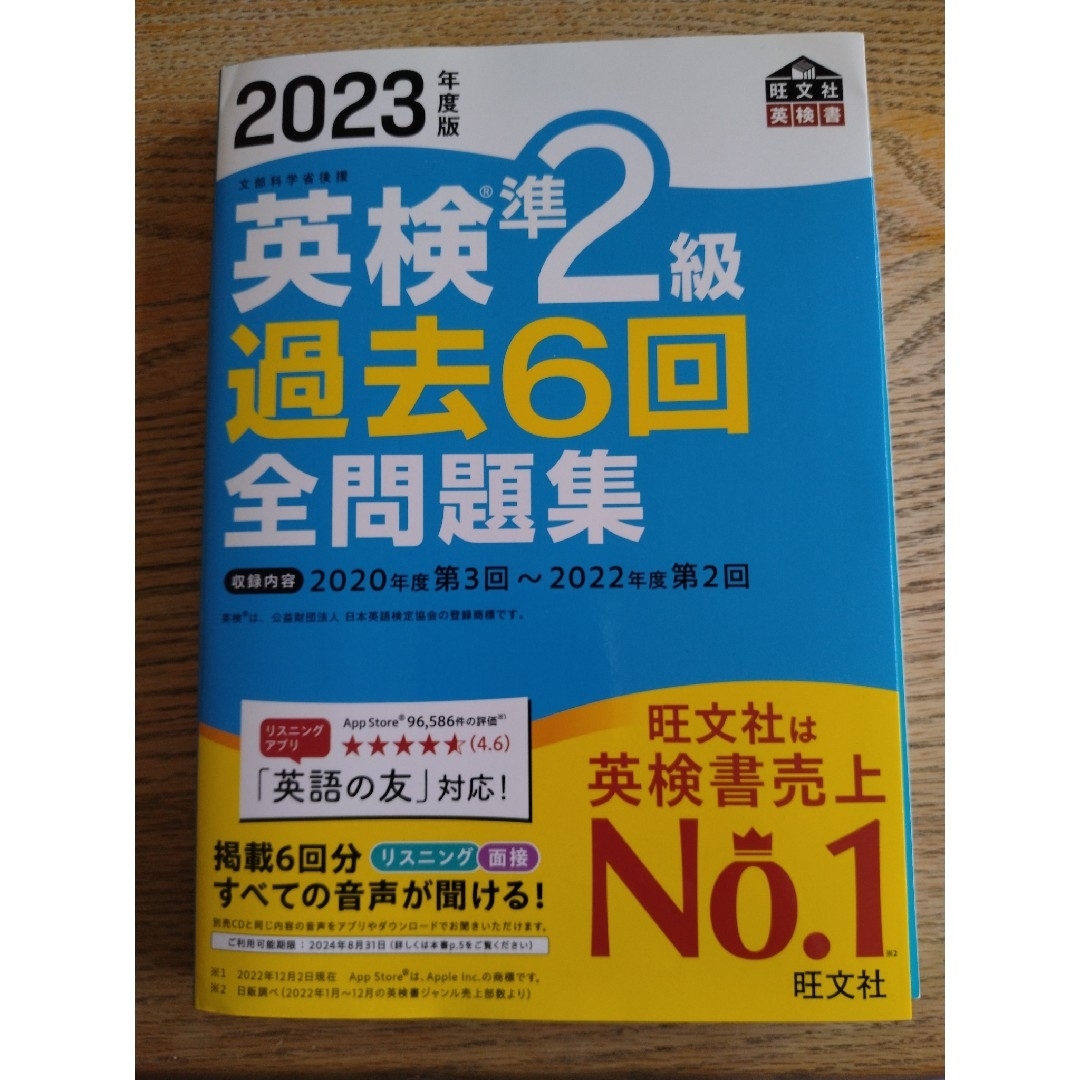 2023年度版
旺文社
英検書
文部科学省後援
英検®準2級
過去6回
全問題集
収録内容 2020年度第3回～2022年度第2回
英検®は、公益財団法人 日本英語検定協会の登録商標です。
リスニング
アプリ
App Store® 96,586件の評価※1
★★★★★(4.6)
「英語の友」対応！
旺文社は
英検書売上
No.1※2
旺文社
掲載6回分 リスニング 面接
すべての音声が聞ける！
別売CDと同じ内容の音声をアプリやダウンロードでお聞きいただけます。
ご利用可能期限：2024年8月31日（詳しくは本書p.5をご覧ください）
※1 2022年12月2日現在 App Store®は、Apple Inc.の商標です。
※2 日販調べ（2022年1月～12月の英検書ジャンル売上部数より）